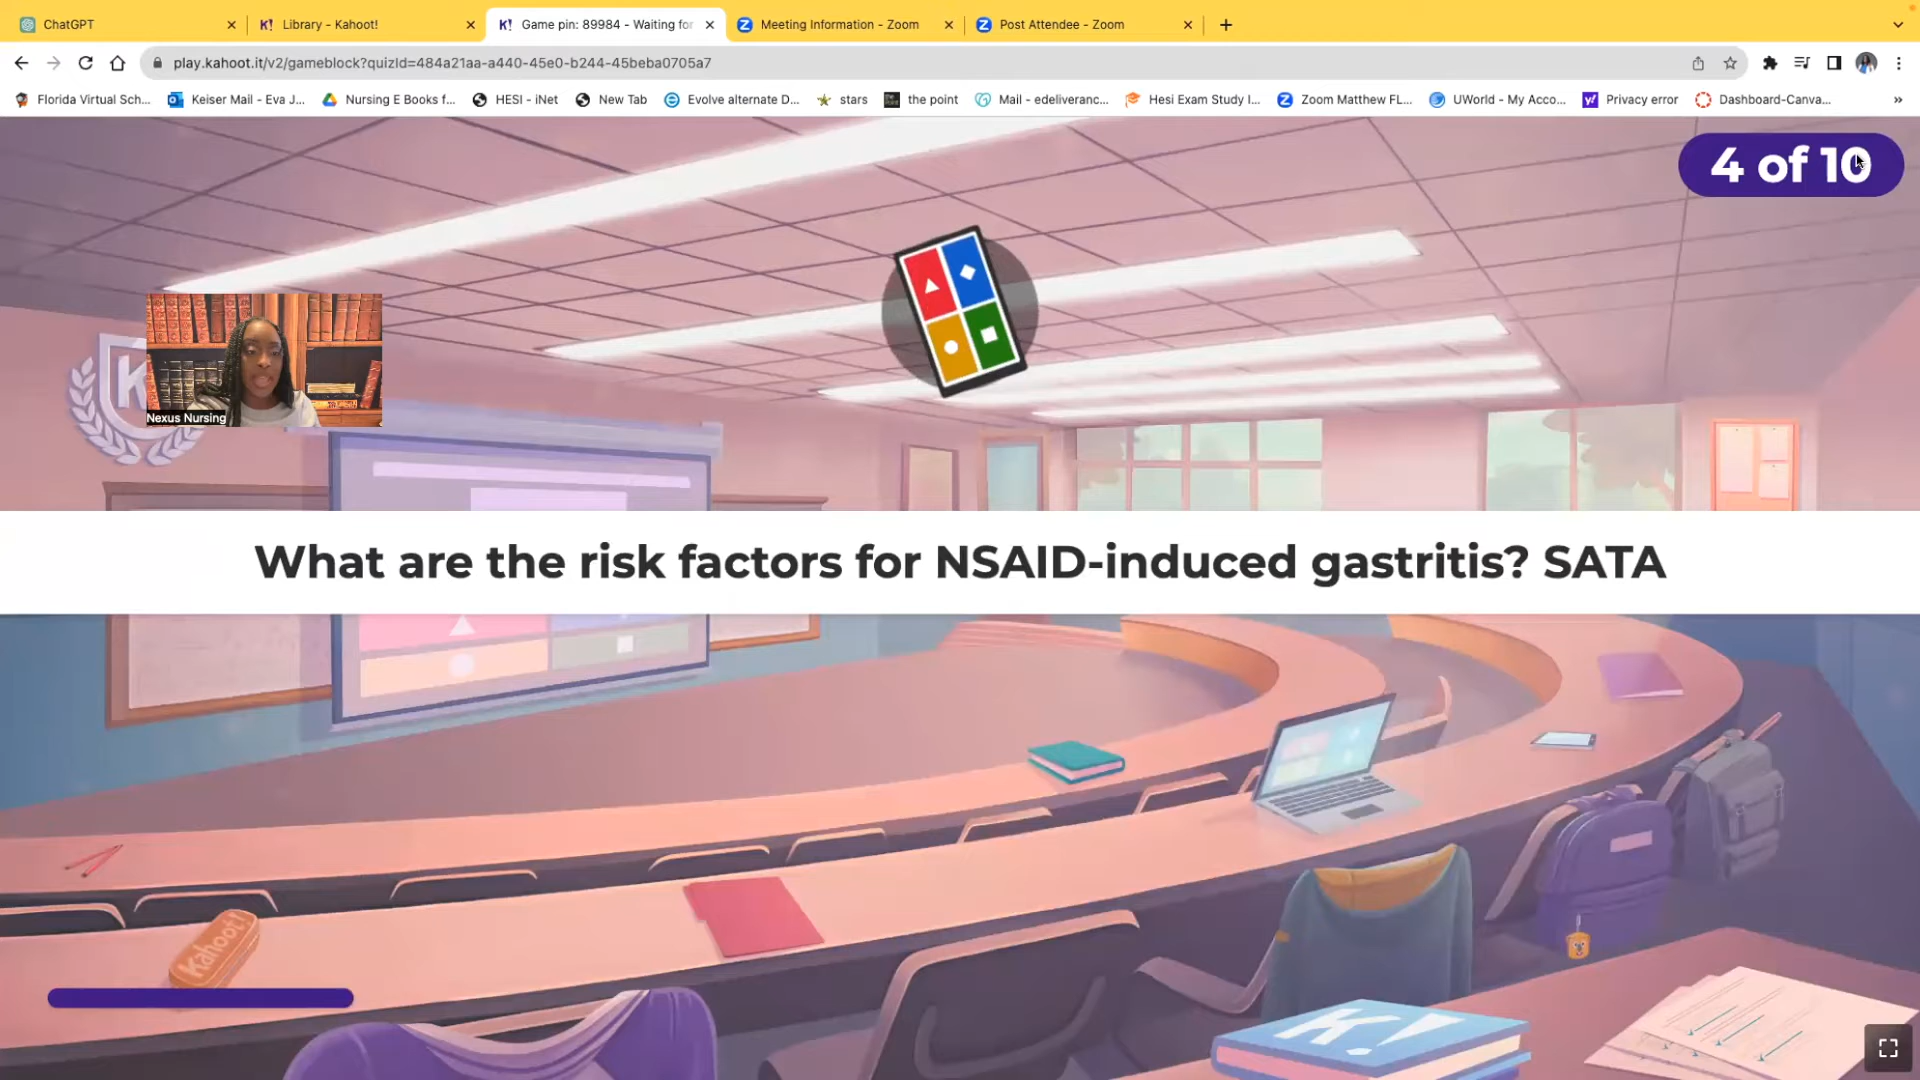 ChatGPT
Library - Kahoot!
Game pin: 89984 - Waiting for
Meeting Information - Zoom
Post Attendee - Zoom
play.kahoot.it/v2/gameblock?quizId=484a21aa-a440-45e0-b244-45beba0705a7
Florida Virtual Sch...
Keiser Mail - Eva J...
Nursing E Books f...
HESI - iNet
New Tab
Evolve alternate D...
stars
the point
Mail - edeliveranc...
Hesi Exam Study I...
Zoom Matthew FL...
UWorld - My Acco...
Privacy error
Dashboard-Canva...
4 of 10
Nexus Nursing
What are the risk factors for NSAID-induced gastritis? SATA
Kahoot!
K!